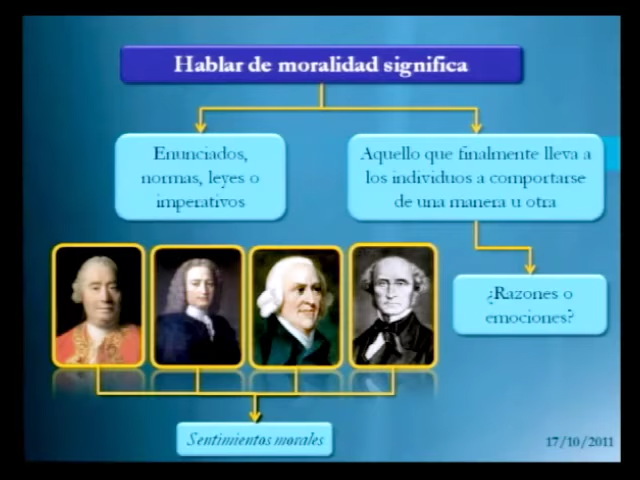 Hablar de moralidad significa
Enunciados,
normas, leyes o
imperativos
Aquello que finalmente lleva a
los individuos a comportarse
de una manera u otra
¿Razones o
emociones?
Sentimientos morales
17/10/2011